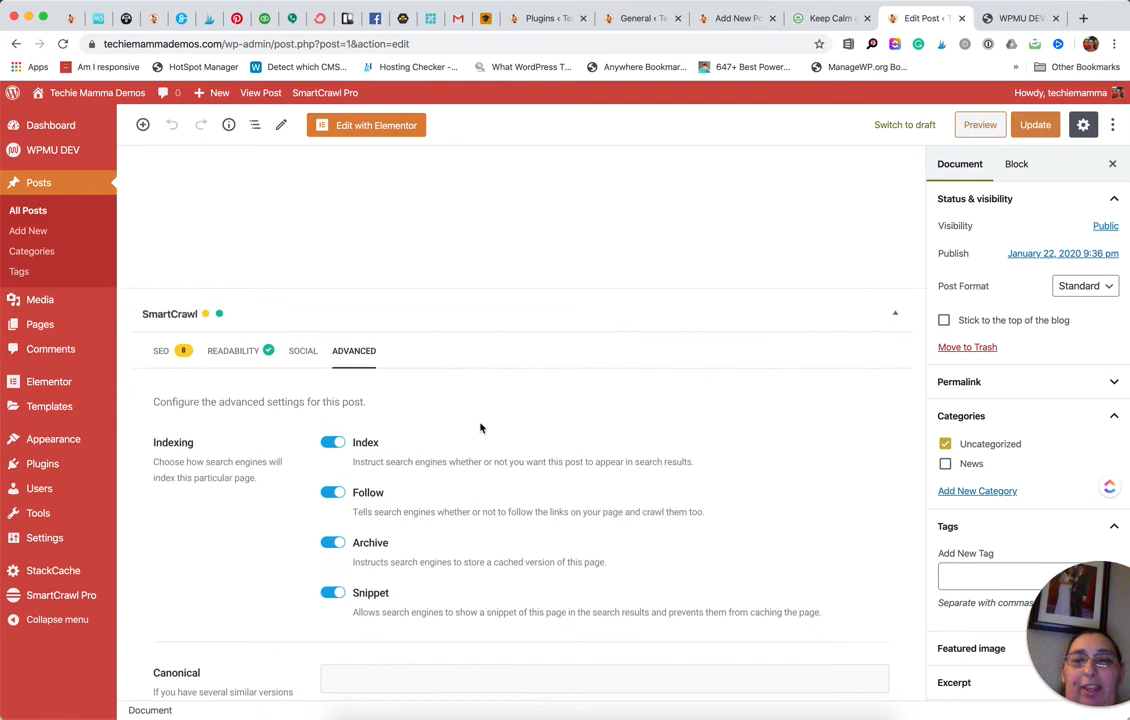 Plugins ‹ Te
General ‹ To
Add New Po
Keep Calm a
Edit Post ‹ T
WPMU DEV
techiemammademos.com/wp-admin/post.php?post=1&action=edit
Apps
Am I responsive
HotSpot Manager
Detect which CMS...
Hosting Checker -...
What WordPress T...
Anywhere Bookmar...
647+ Best Power...
ManageWP.org Bo...
»
Other Bookmarks
Techie Mamma Demos
0
New
View Post
SmartCrawl Pro
Howdy, techiemamma
Dashboard
WPMU DEV
Posts
All Posts
Add New
Categories
Tags
Media
Pages
Comments
Elementor
Templates
Appearance
Plugins
Users
Tools
Settings
StackCache
SmartCrawl Pro
Collapse menu
Edit with Elementor
Switch to draft
Preview
Update
SmartCrawl
SEO 8
READABILITY
SOCIAL
ADVANCED
Configure the advanced settings for this post.
Indexing
Choose how search engines will
index this particular page.
Index
Instruct search engines whether or not you want this post to appear in search results.
Follow
Tells search engines whether or not to follow the links on your page and crawl them too.
Archive
Instructs search engines to store a cached version of this page.
Snippet
Allows search engines to show a snippet of this page in the search results and prevents them from caching the page.
Canonical
If you have several similar versions
Document
Document
Block
Status & visibility
Visibility
Public
Publish
January 22, 2020 9:36 pm
Post Format
Standard
Stick to the top of the blog
Move to Trash
Permalink
Categories
Uncategorized
News
Add New Category
Tags
Add New Tag
Separate with commas
Featured image
Excerpt